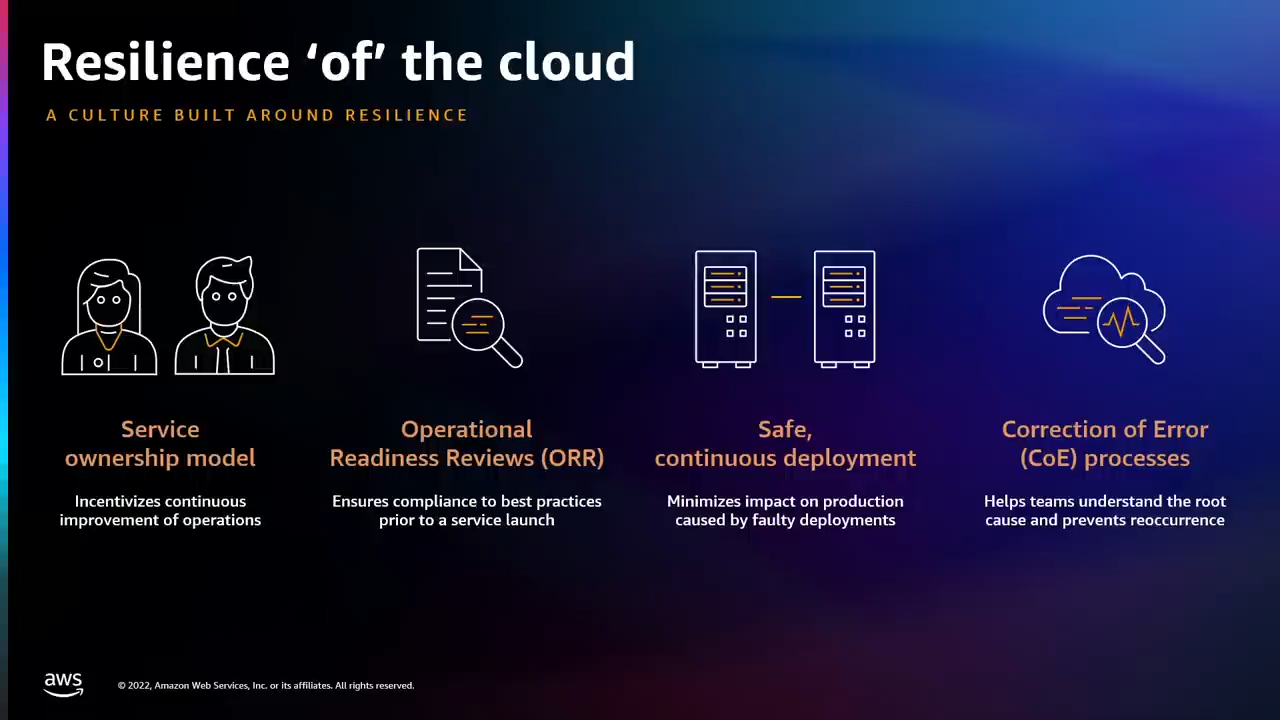 Resilience ‘of’ the cloud
A CULTURE BUILT AROUND RESILIENCE
Service
ownership model
Incentivizes continuous
improvement of operations
Operational
Readiness Reviews (ORR)
Ensures compliance to best practices
prior to a service launch
Safe,
continuous deployment
Minimizes impact on production
caused by faulty deployments
Correction of Error
(CoE) processes
Helps teams understand the root
cause and prevents reoccurrence
aws
© 2022, Amazon Web Services, Inc. or its affiliates. All rights reserved.